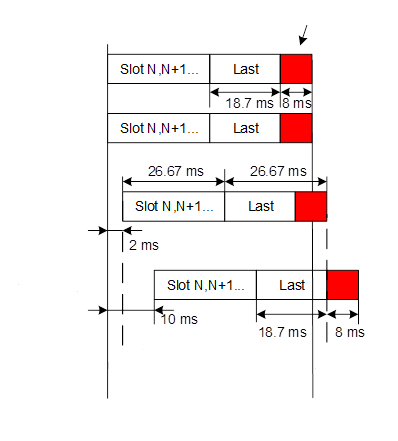 Slot N,N+1... Last
18.7 ms 8 ms
Slot N,N+1... Last
26.67 ms 26.67 ms
Slot N,N+1... Last
2 ms
Slot N,N+1... Last
10 ms 18.7 ms 8 ms